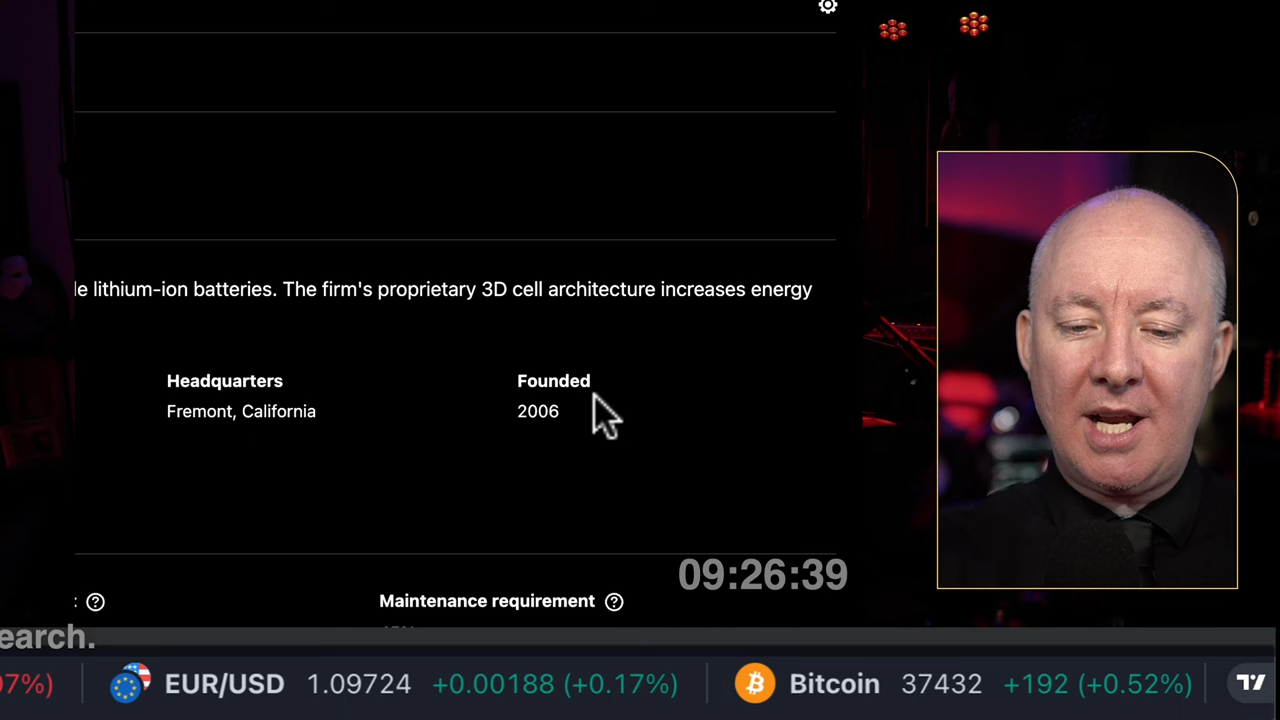 lithium-ion batteries. The firm's proprietary 3D cell architecture increases energy
Headquarters
Founded
Fremont, California
2006
09:26:39
Maintenance requirement
earch.
07%)
EUR/USD 1.09724 +0.00188 (+0.17%)
Bitcoin 37432 +192 (+0.52%)